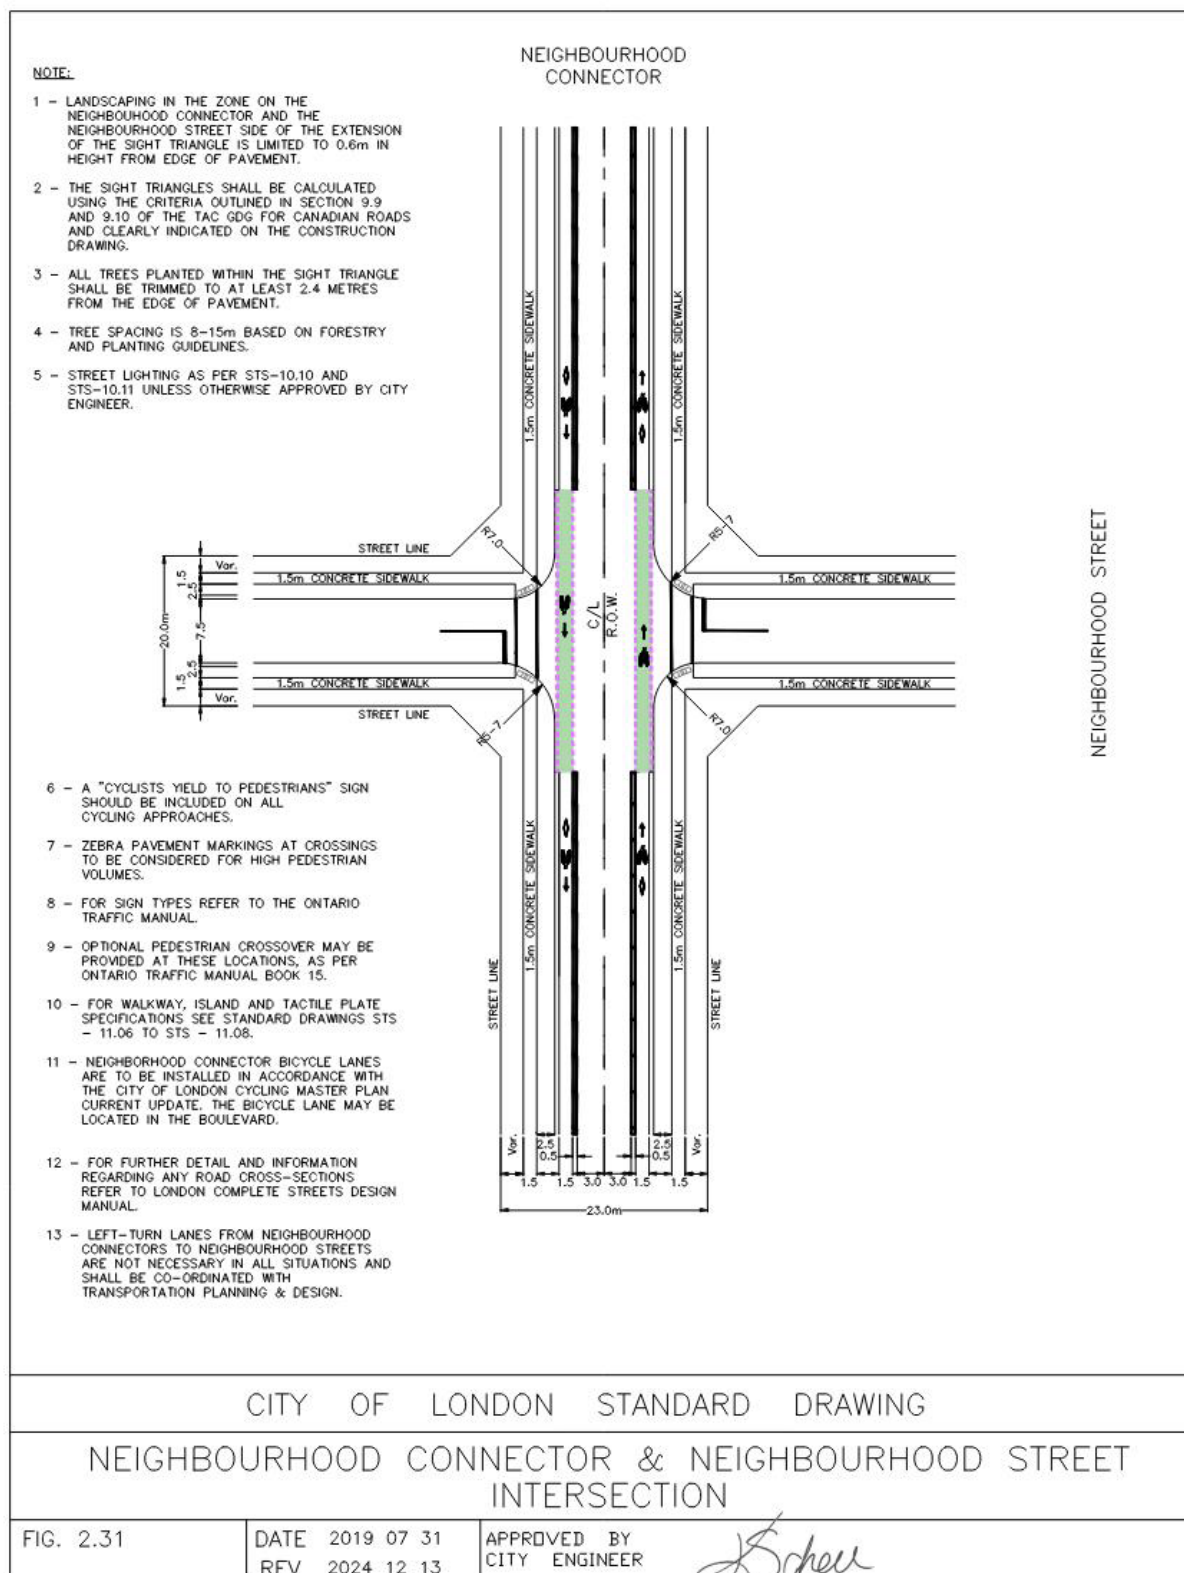 NEIGHBOURHOOD
CONNECTOR
NOTE:
1 – LANDSCAPING IN THE ZONE ON THE
NEIGHBOUHOOD CONNECTOR AND THE
NEIGHBOURHOOD STREET SIDE OF THE EXTENSION
OF THE SIGHT TRIANGLE IS LIMITED TO 0.6m IN
HEIGHT FROM EDGE OF PAVEMENT.
2 – THE SIGHT TRIANGLES SHALL BE CALCULATED
USING THE CRITERIA OUTLINED IN SECTION 9.9
AND 9.10 OF THE TAC GDG FOR CANADIAN ROADS
AND CLEARLY INDICATED ON THE CONSTRUCTION
DRAWING.
3 – ALL TREES PLANTED WITHIN THE SIGHT TRIANGLE
SHALL BE TRIMMED TO AT LEAST 2.4 METRES
FROM THE EDGE OF PAVEMENT.
4 – TREE SPACING IS 8–15m BASED ON FORESTRY
AND PLANTING GUIDELINES.
5 – STREET LIGHTING AS PER STS–10.10 AND
STS–10.11 UNLESS OTHERWISE APPROVED BY CITY
ENGINEER.
1.5m CONCRETE SIDEWALK
1.5m CONCRETE SIDEWALK
R7.0
R5–7
STREET LINE
Var.
1.5m CONCRETE SIDEWALK
1.5m CONCRETE SIDEWALK
1.5
2.5
20.0m
7.5
2.5
1.5
C/L
R.O.W.
NEIGHBOURHOOD STREET
1.5m CONCRETE SIDEWALK
1.5m CONCRETE SIDEWALK
Var.
STREET LINE
R5–7
R7.0
6 – A "CYCLISTS YIELD TO PEDESTRIANS" SIGN
SHOULD BE INCLUDED ON ALL
CYCLING APPROACHES.
7 – ZEBRA PAVEMENT MARKINGS AT CROSSINGS
TO BE CONSIDERED FOR HIGH PEDESTRIAN
VOLUMES.
8 – FOR SIGN TYPES REFER TO THE ONTARIO
TRAFFIC MANUAL.
9 – OPTIONAL PEDESTRIAN CROSSOVER MAY BE
PROVIDED AT THESE LOCATIONS, AS PER
ONTARIO TRAFFIC MANUAL BOOK 15.
10 – FOR WALKWAY, ISLAND AND TACTILE PLATE
SPECIFICATIONS SEE STANDARD DRAWINGS STS
– 11.06 TO STS – 11.08.
11 – NEIGHBORHOOD CONNECTOR BICYCLE LANES
ARE TO BE INSTALLED IN ACCORDANCE WITH
THE CITY OF LONDON CYCLING MASTER PLAN
CURRENT UPDATE. THE BICYCLE LANE MAY BE
LOCATED IN THE BOULEVARD.
12 – FOR FURTHER DETAIL AND INFORMATION
REGARDING ANY ROAD CROSS–SECTIONS
REFER TO LONDON COMPLETE STREETS DESIGN
MANUAL.
13 – LEFT–TURN LANES FROM NEIGHBOURHOOD
CONNECTORS TO NEIGHBOURHOOD STREETS
ARE NOT NECESSARY IN ALL SITUATIONS AND
SHALL BE CO–ORDINATED WITH
TRANSPORTATION PLANNING & DESIGN.
1.5m CONCRETE SIDEWALK
1.5m CONCRETE SIDEWALK
STREET LINE
STREET LINE
Var. 2.5 2.5 Var.
0.5 0.5
1.5 1.5 3.0 3.0 1.5 1.5
23.0m
CITY OF LONDON STANDARD DRAWING
NEIGHBOURHOOD CONNECTOR & NEIGHBOURHOOD STREET
INTERSECTION
FIG. 2.31
DATE 2019 07 31
REV 2024 12 13
APPROVED BY
CITY ENGINEER